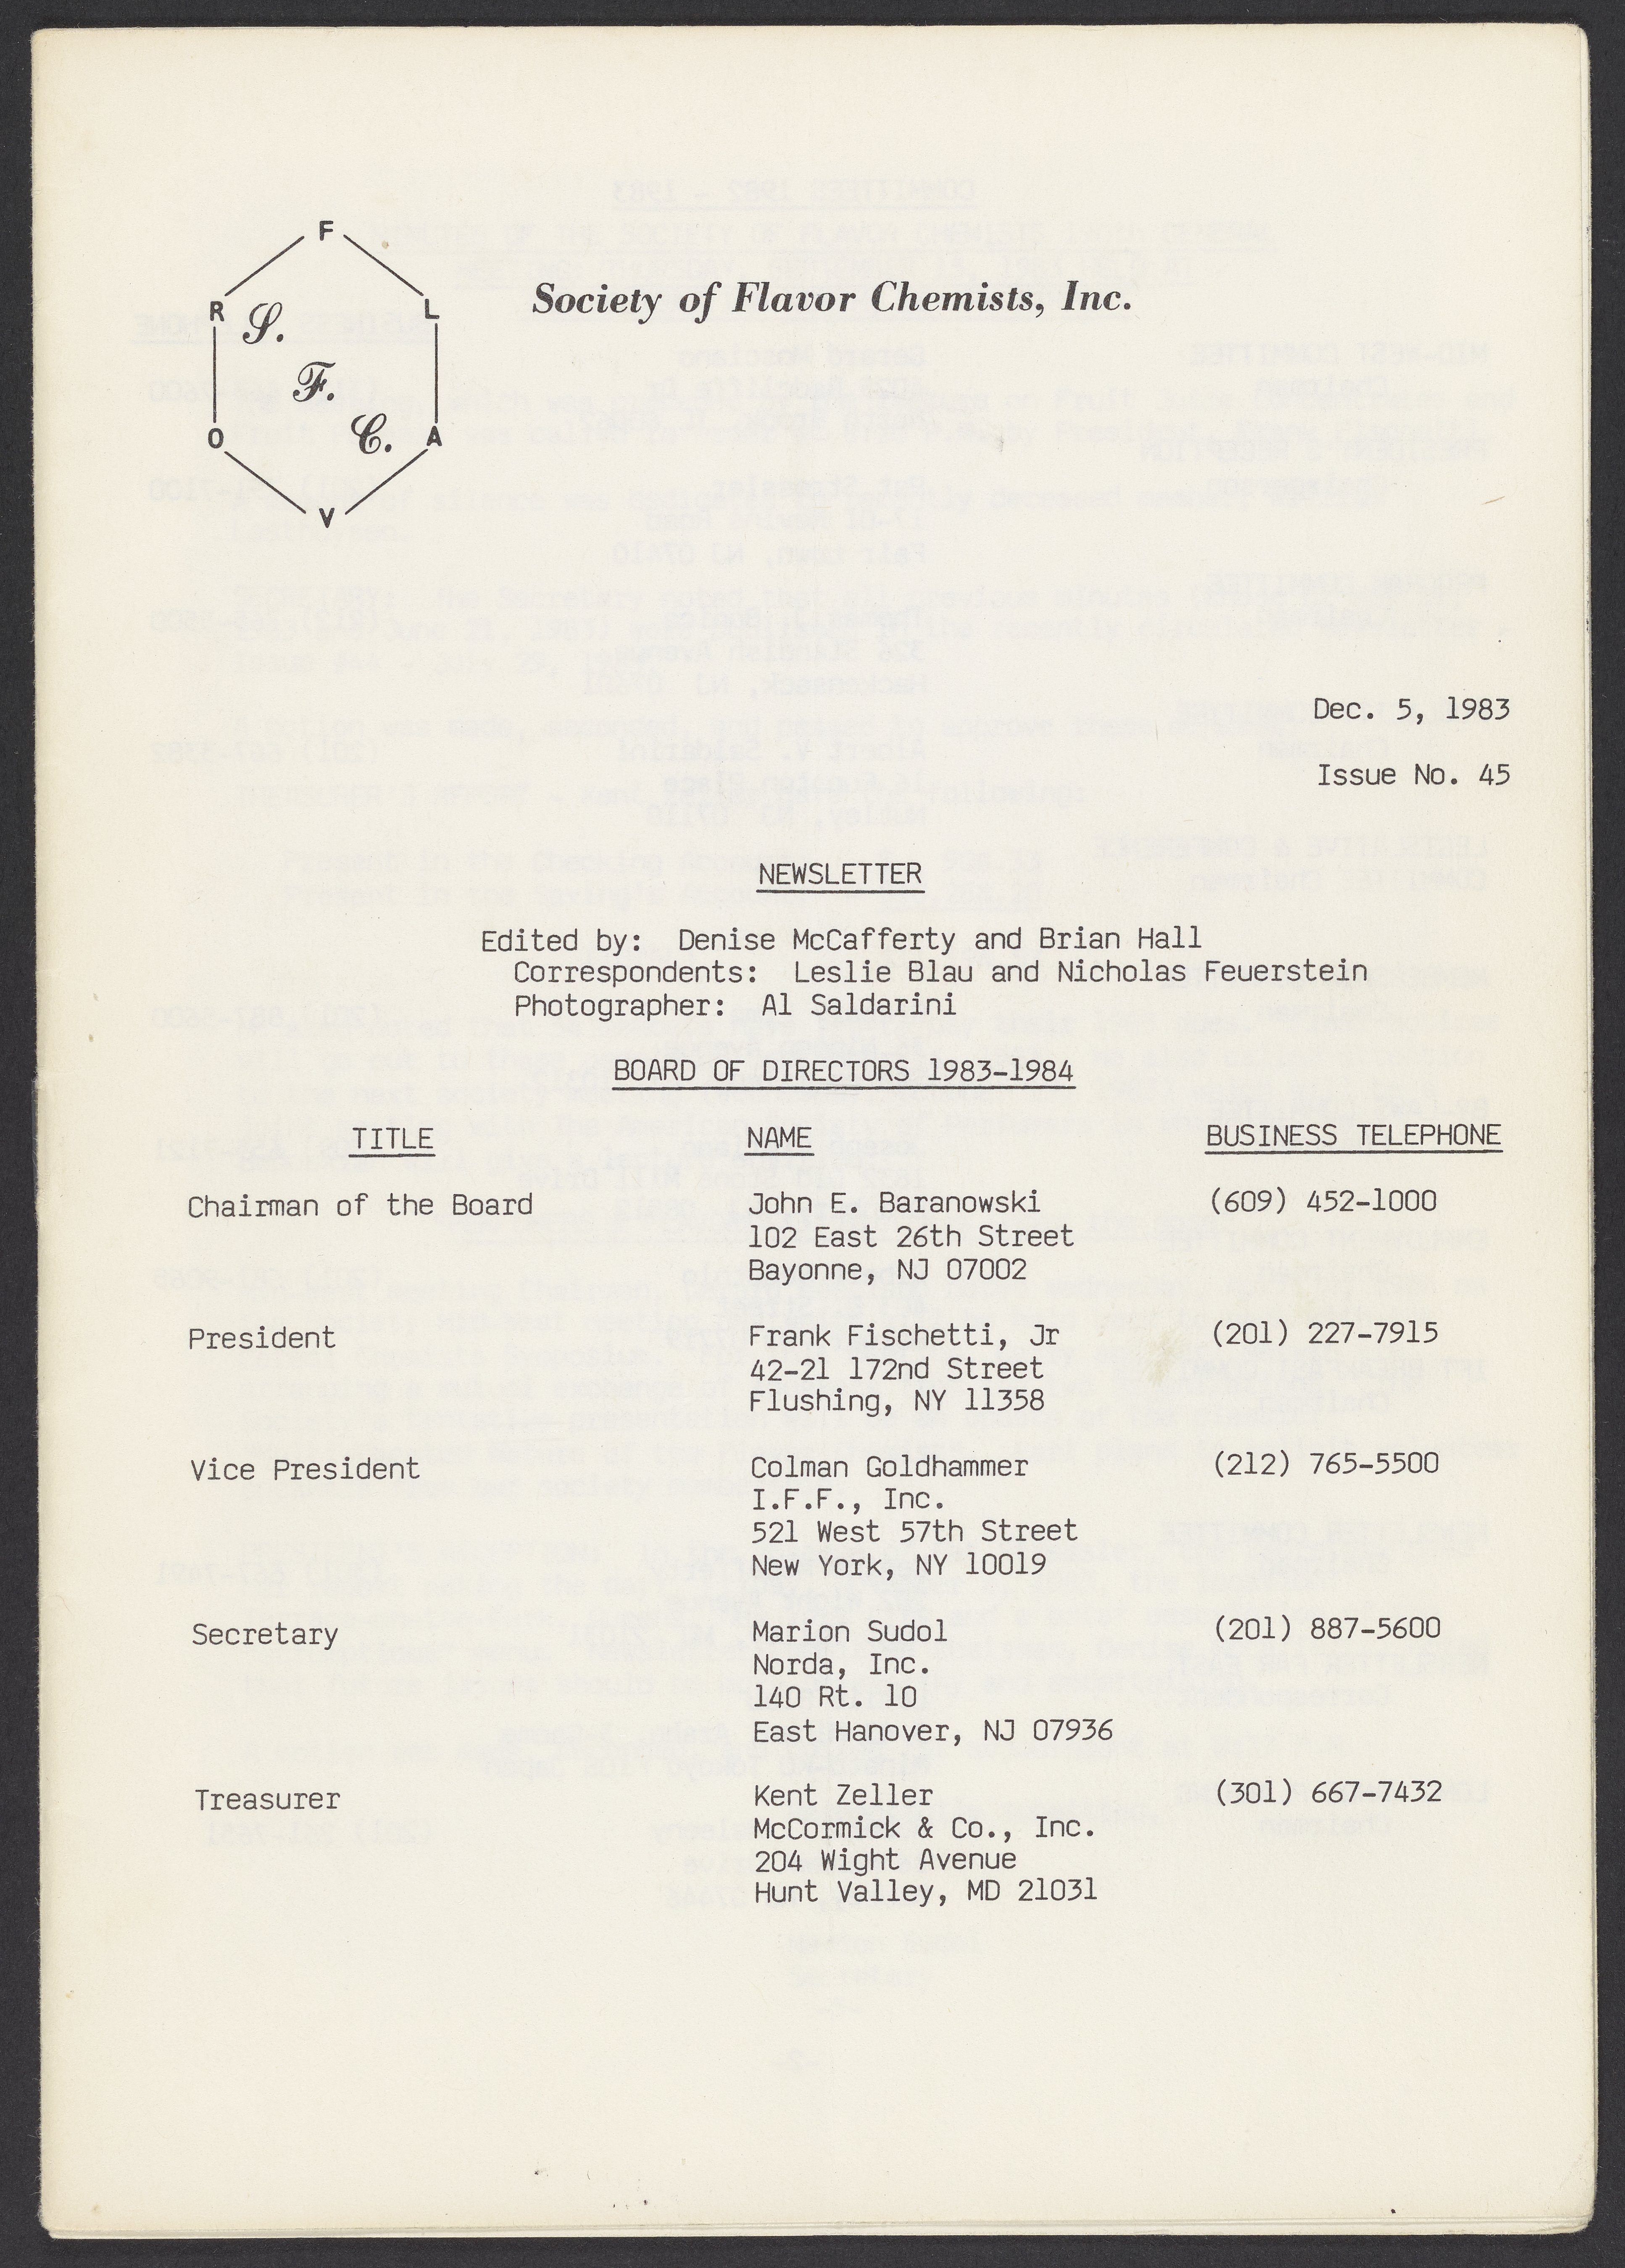 F
R L
S.
F.
C.
O A
V
Society of Flavor Chemists, Inc.
Dec. 5, 1983
Issue No. 45
NEWSLETTER
Edited by: Denise McCafferty and Brian Hall
Correspondents: Leslie Blau and Nicholas Feuerstein
Photographer: Al Saldarini
BOARD OF DIRECTORS 1983-1984
TITLE NAME BUSINESS TELEPHONE
Chairman of the Board John E. Baranowski (609) 452-1000
102 East 26th Street
Bayonne, NJ 07002
President Frank Fischetti, Jr (201) 227-7915
42-21 172nd Street
Flushing, NY 11358
Vice President Colman Goldhammer (212) 765-5500
I.F.F., Inc.
521 West 57th Street
New York, NY 10019
Secretary Marion Sudol (201) 887-5600
Norda, Inc.
140 Rt. 10
East Hanover, NJ 07936
Treasurer Kent Zeller (301) 667-7432
McCormick & Co., Inc.
204 Wight Avenue
Hunt Valley, MD 21031